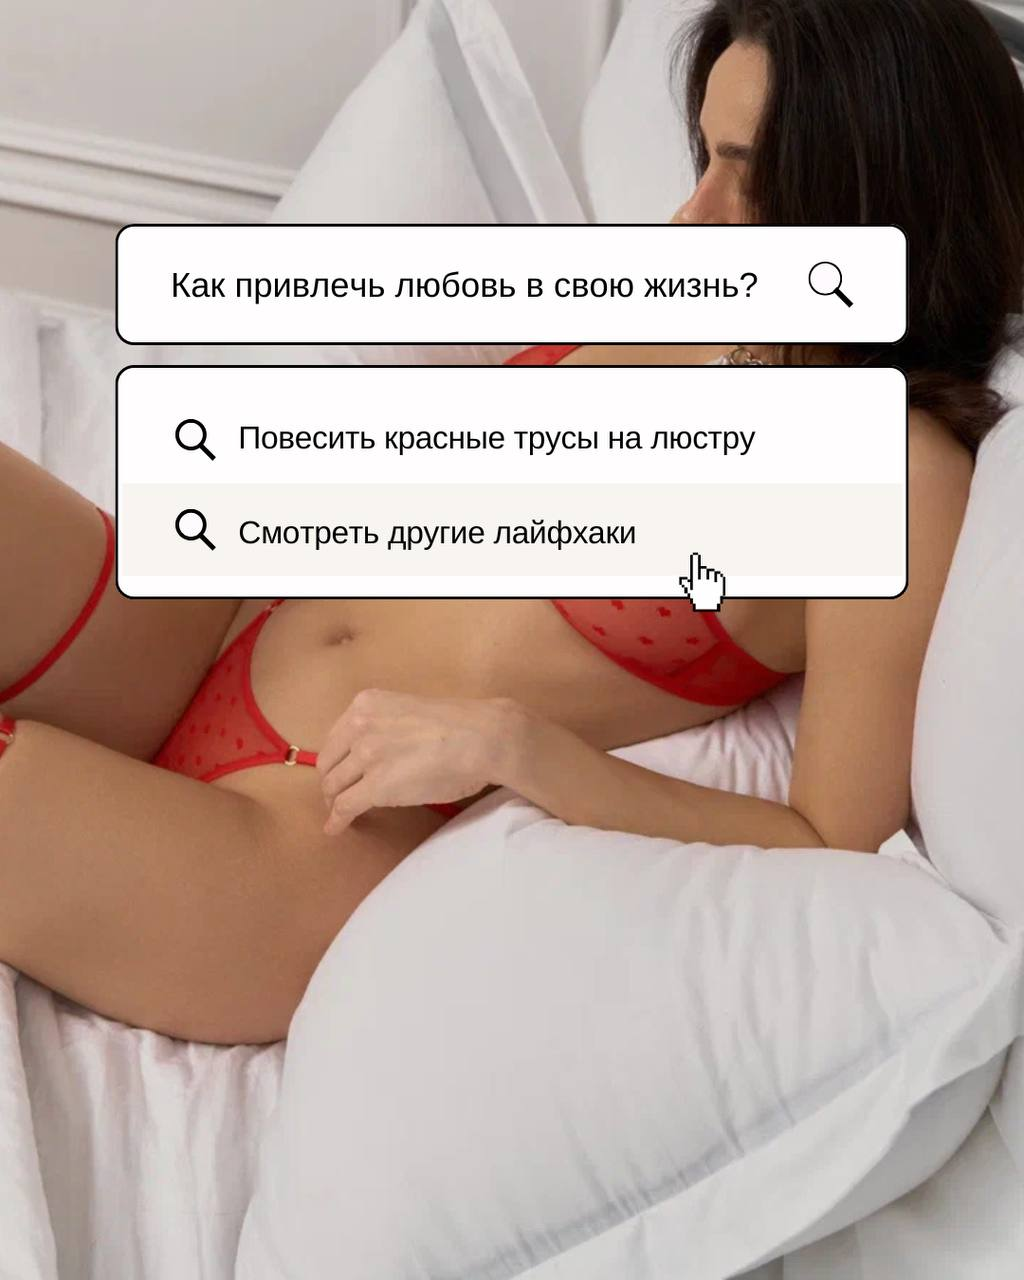 Как привлечь любовь в свою жизнь?
Повесить красные трусы на люстру
Смотреть другие лайфхаки